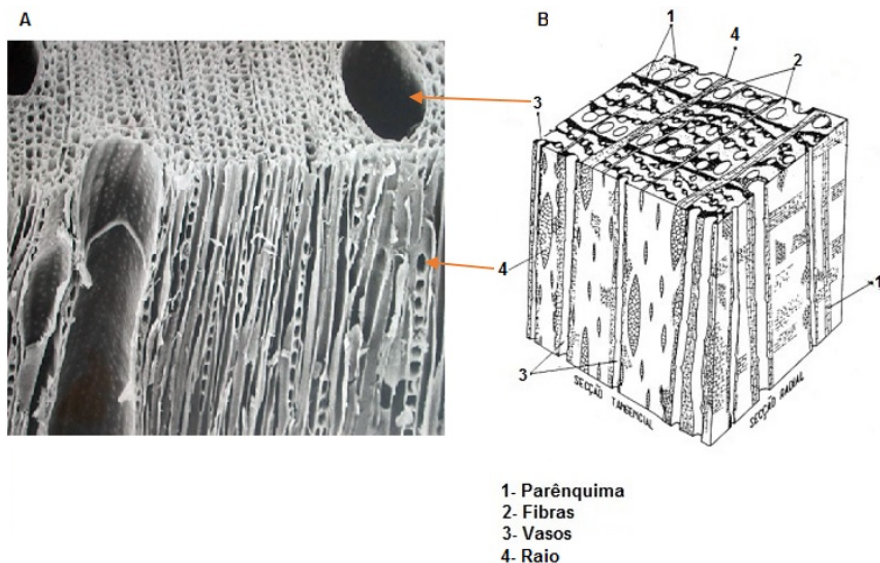 A
B
1
4
2
3
4
1
3
SECÇÃO TANGENCIAL
SECÇÃO RADIAL
1- Parênquima
2- Fibras
3- Vasos
4- Raio